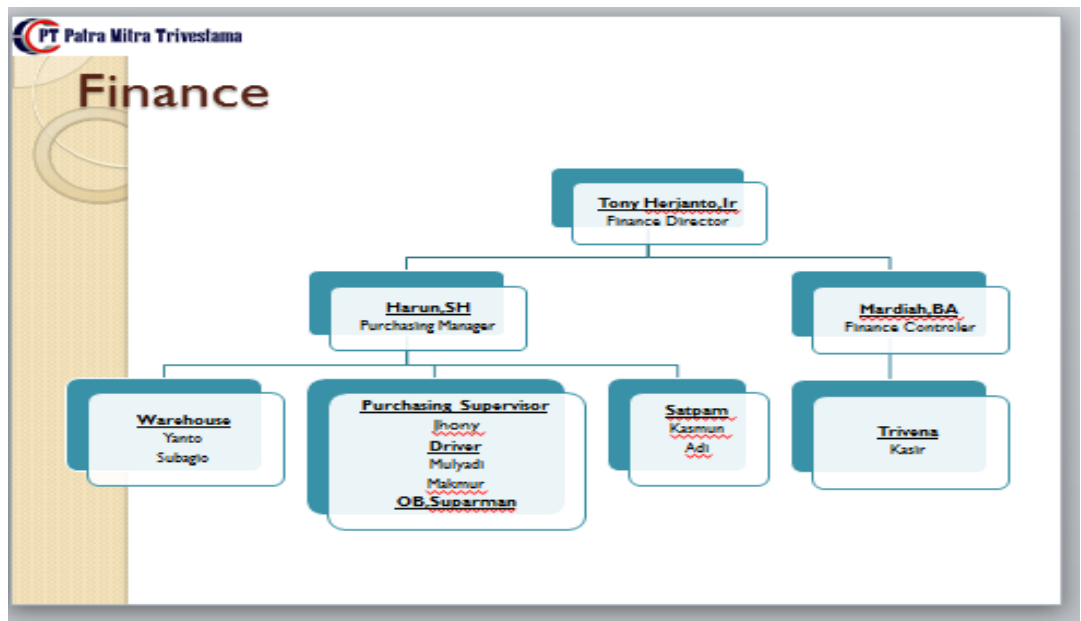 PT Patra Mitra Trivestama
Finance
Tony Herjanto,Ir
Finance Director
Harun,SH
Purchasing Manager
Mardiah,BA
Finance Controler
Warehouse
Yanto
Subagio
Purchasing Supervisor
Jhony
Driver
Mulyadi
Makmur
OB,Suparman
Satpam
Kasmun
Adi
Trivena
Kasir